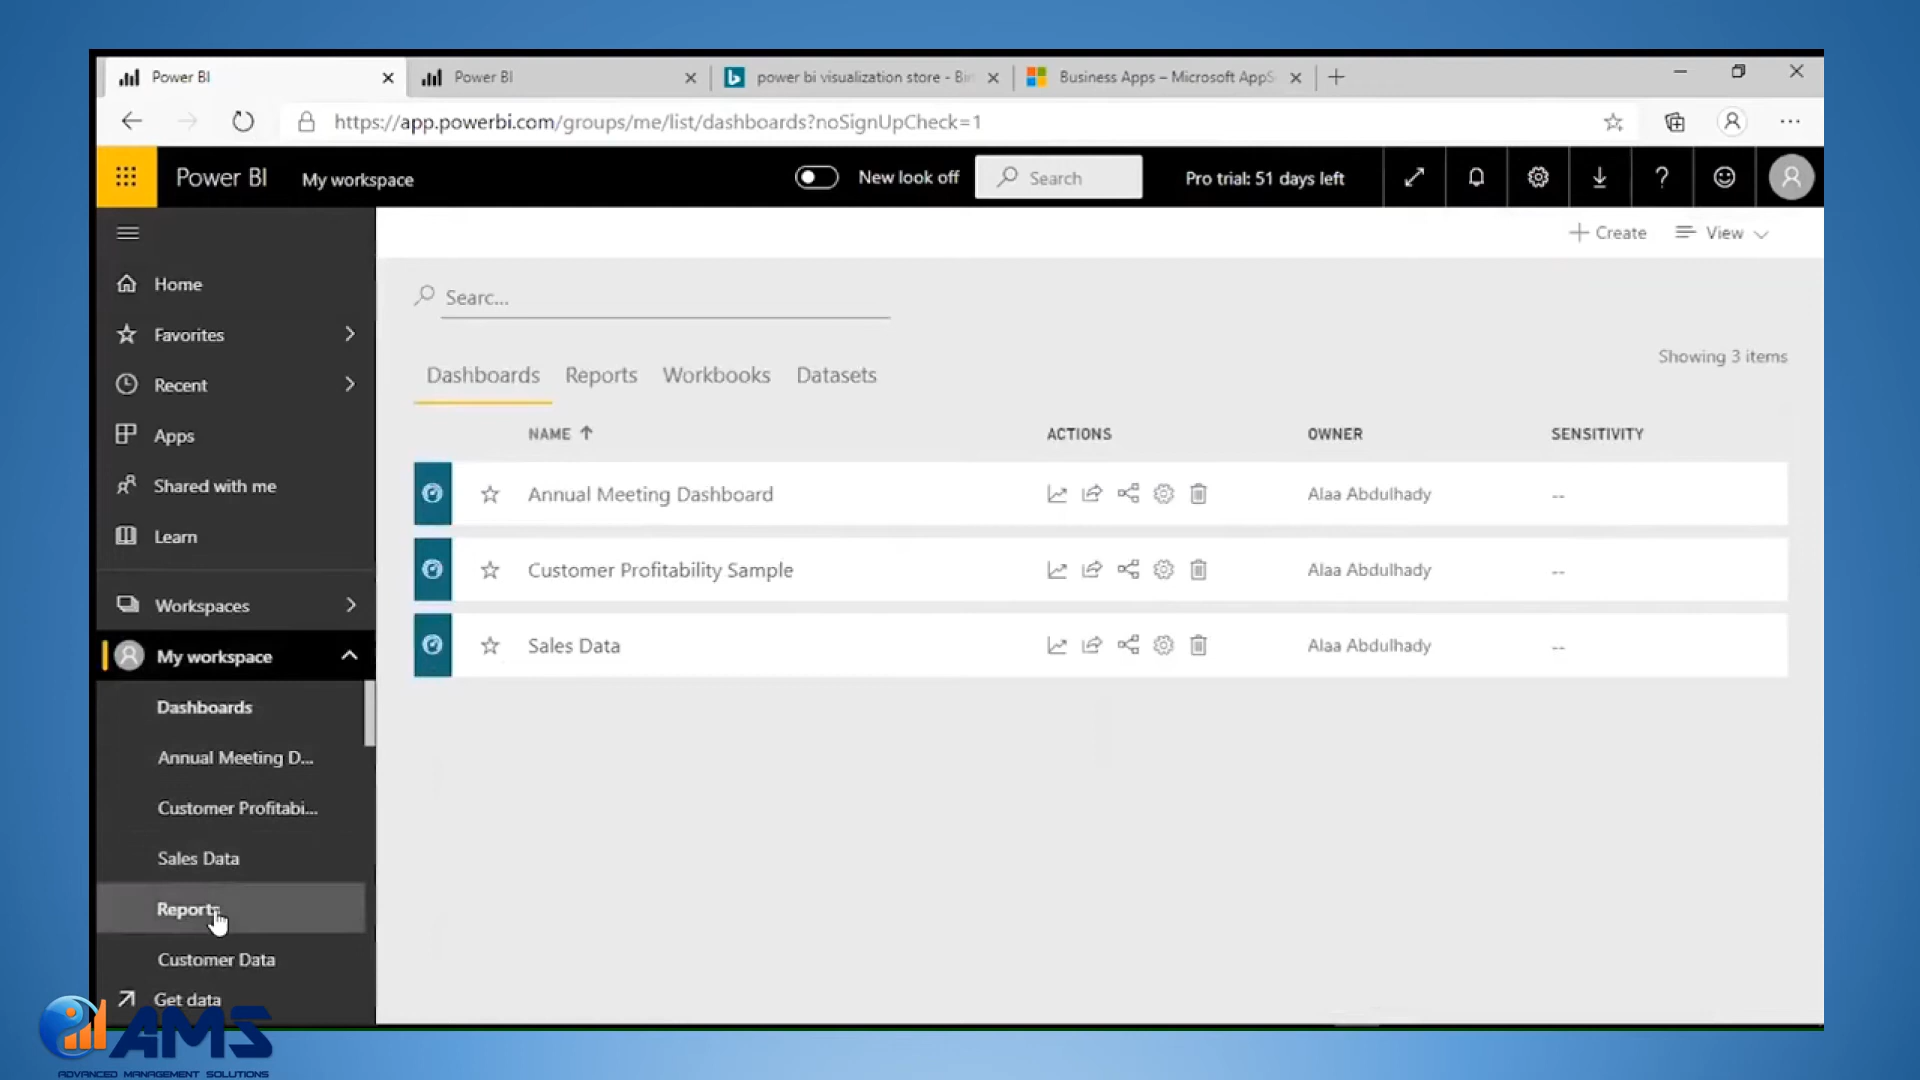 Power BI
Power BI
power bi visualization store - Bin
Business Apps – Microsoft AppS
https://app.powerbi.com/groups/me/list/dashboards?noSignUpCheck=1
Power BI My workspace New look off Search Pro trial: 51 days left ?
Create View
Home
Favorites
Recent
Apps
Shared with me
Learn
Workspaces
My workspace
Dashboards
Annual Meeting D...
Customer Profitabi...
Sales Data
Reports
Customer Data
Get data
Searc...
Showing 3 items
Dashboards Reports Workbooks Datasets
NAME ACTIONS OWNER SENSITIVITY
Annual Meeting Dashboard Alaa Abdulhady --
Customer Profitability Sample Alaa Abdulhady --
Sales Data Alaa Abdulhady --
AMS
ADVANCED MANAGEMENT SOLUTIONS